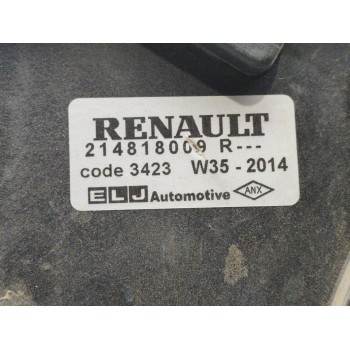 RENAULT
214818009 R---
code 3423 W35 - 2014
ELJ Automotive ANX